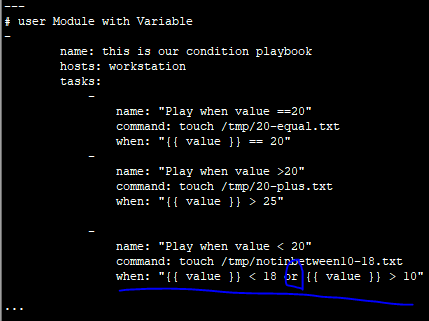 ---
# user Module with Variable
-
name: this is our condition playbook
hosts: workstation
tasks:
-
name: "Play when value ==20"
command: touch /tmp/20-equal.txt
when: "{{ value }} == 20"
-
name: "Play when value >20"
command: touch /tmp/20-plus.txt
when: "{{ value }} > 25"
-
name: "Play when value < 20"
command: touch /tmp/notinbetween10-18.txt
when: "{{ value }} < 18 or {{ value }} > 10"
...